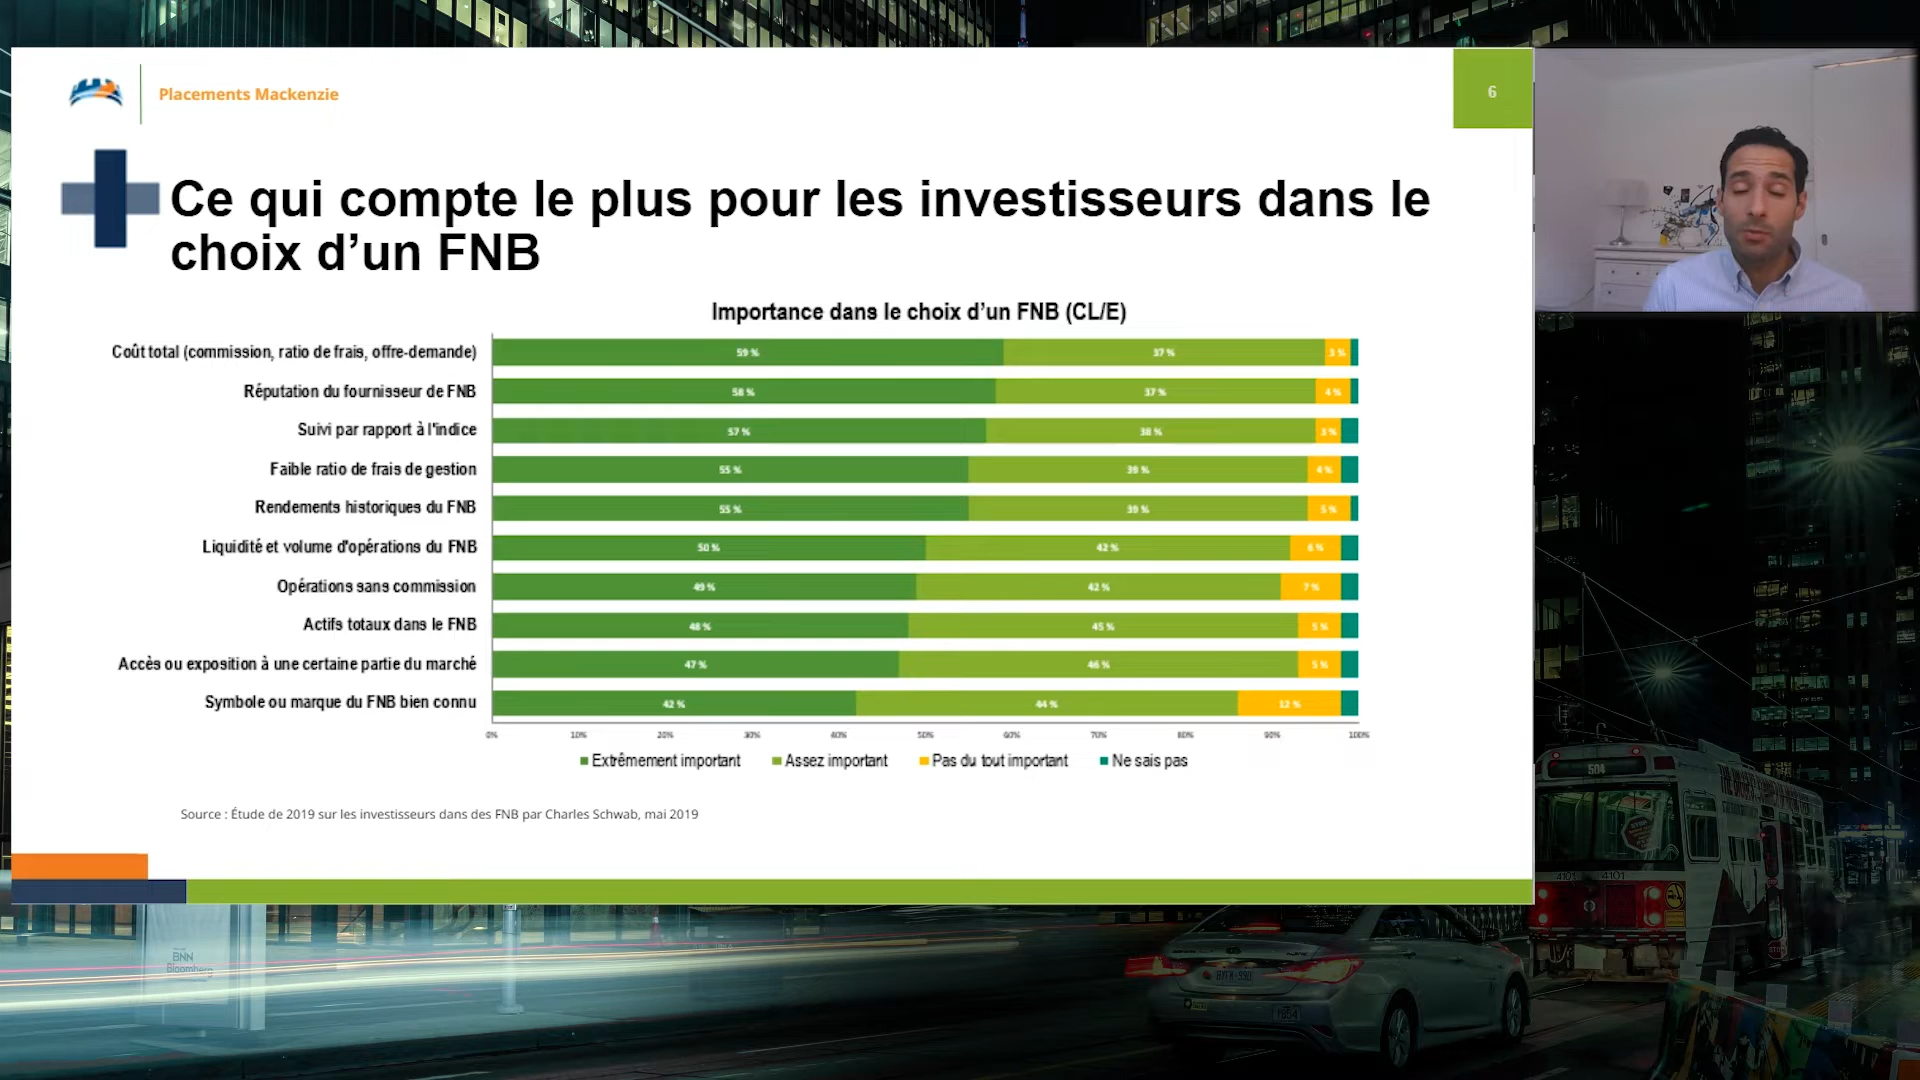 Placements Mackenzie
6
Ce qui compte le plus pour les investisseurs dans le
choix d’un FNB
Importance dans le choix d’un FNB (CL/E)
Coût total (commission, ratio de frais, offre-demande)
59 %
37 %
3 %
Réputation du fournisseur de FNB
58 %
37 %
4 %
Suivi par rapport à l'indice
57 %
38 %
3 %
Faible ratio de frais de gestion
55 %
39 %
4 %
Rendements historiques du FNB
55 %
39 %
5 %
Liquidité et volume d'opérations du FNB
50 %
42 %
6 %
Opérations sans commission
49 %
42 %
7 %
Actifs totaux dans le FNB
48 %
45 %
5 %
Accès ou exposition à une certaine partie du marché
47 %
46 %
5 %
Symbole ou marque du FNB bien connu
42 %
44 %
12 %
0% 10% 20% 30% 40% 50% 60% 70% 80% 90% 100%
Extrêmement important Assez important Pas du tout important Ne sais pas
Source : Étude de 2019 sur les investisseurs dans des FNB par Charles Schwab, mai 2019
504
4101 4101
BNN
Bloomberg